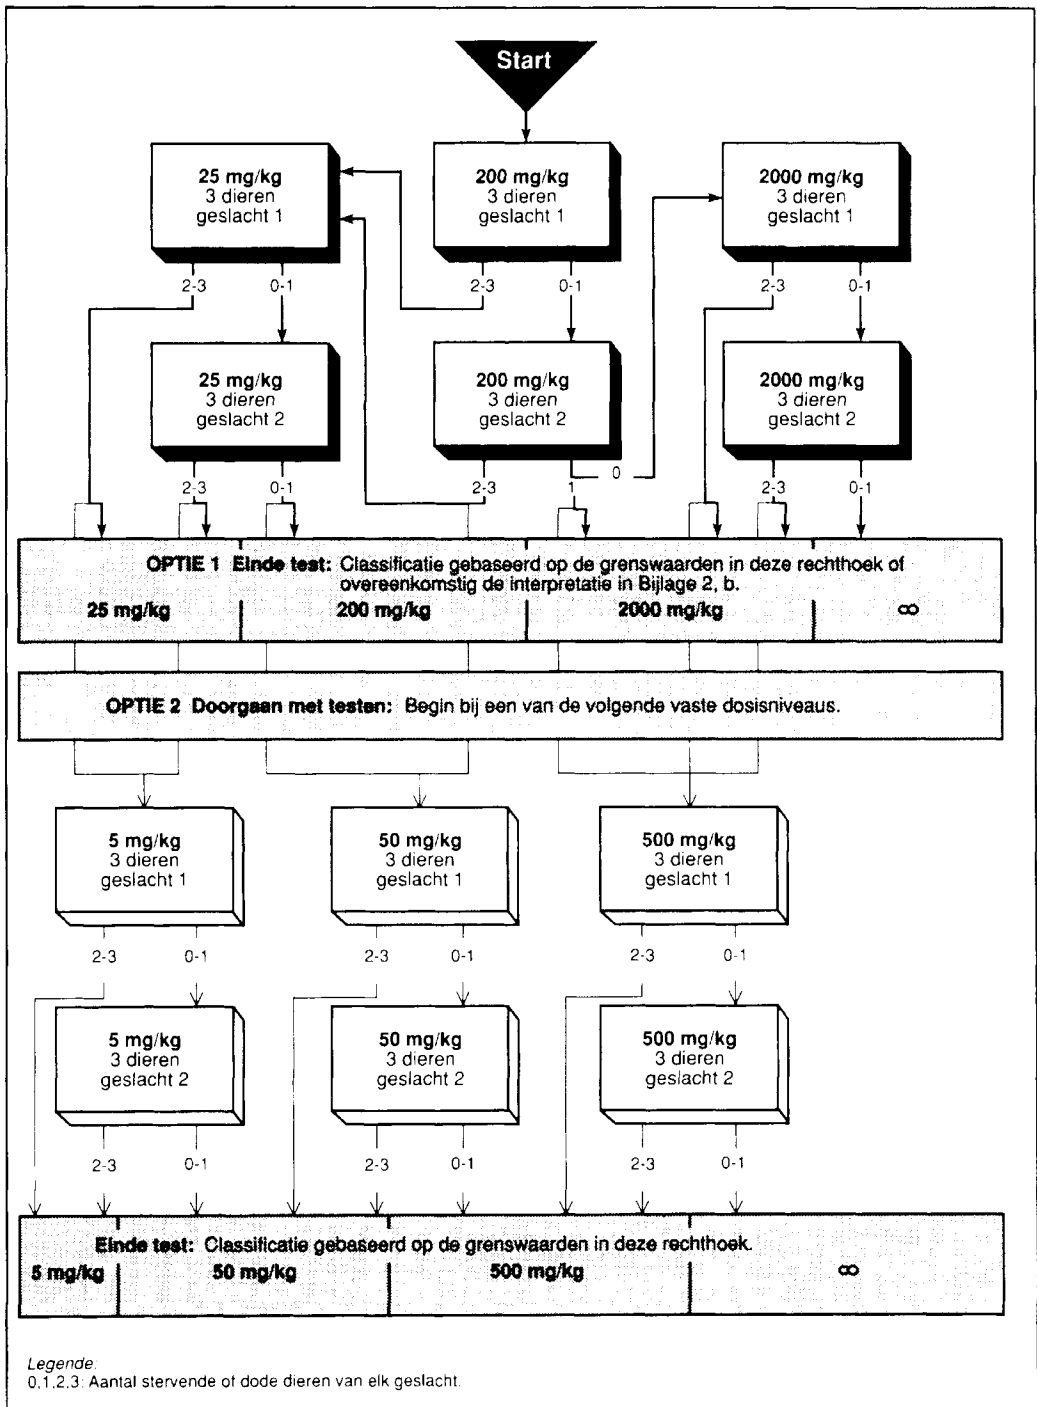 Start
25 mg/kg
3 dieren
geslacht 1
200 mg/kg
3 dieren
geslacht 1
2000 mg/kg
3 dieren
geslacht 1
2-3 0-1 2-3 0-1 2-3 0-1
25 mg/kg
3 dieren
geslacht 2
200 mg/kg
3 dieren
geslacht 2
2000 mg/kg
3 dieren
geslacht 2
0
2-3 0-1 2-3 1 2-3 0-1
OPTIE 1 Einde test: Classificatie gebaseerd op de grenswaarden in deze rechthoek of
overeenkomstig de interpretatie in Bijlage 2, b.
25 mg/kg 200 mg/kg 2000 mg/kg ∞
OPTIE 2 Doorgaan met testen: Begin bij een van de volgende vaste dosisniveaus.
5 mg/kg
3 dieren
geslacht 1
50 mg/kg
3 dieren
geslacht 1
500 mg/kg
3 dieren
geslacht 1
2-3 0-1 2-3 0-1 2-3 0-1
5 mg/kg
3 dieren
geslacht 2
50 mg/kg
3 dieren
geslacht 2
500 mg/kg
3 dieren
geslacht 2
2-3 0-1 2-3 0-1 2-3 0-1
Einde test: Classificatie gebaseerd op de grenswaarden in deze rechthoek.
5 mg/kg 50 mg/kg 500 mg/kg ∞
Legende:
0,1,2,3: Aantal stervende of dode dieren van elk geslacht.